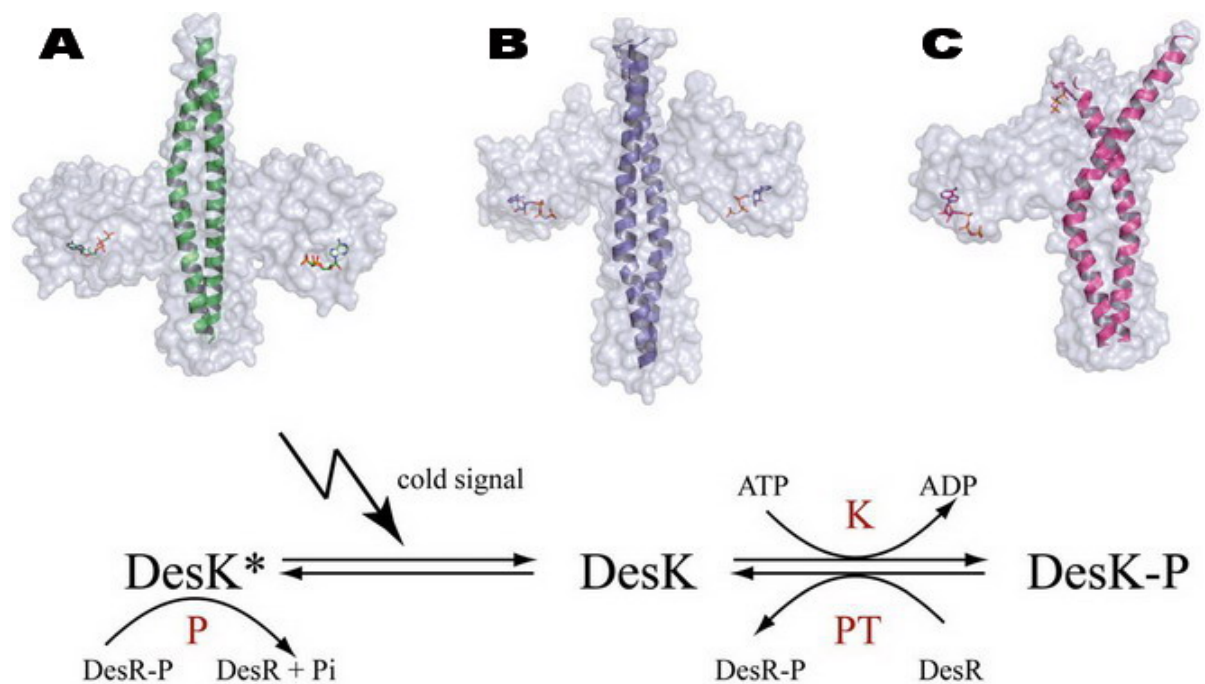 A B C
cold signal
ATP ADP
K
DesK* DesK DesK-P
P PT
DesR-P DesR + Pi DesR-P DesR